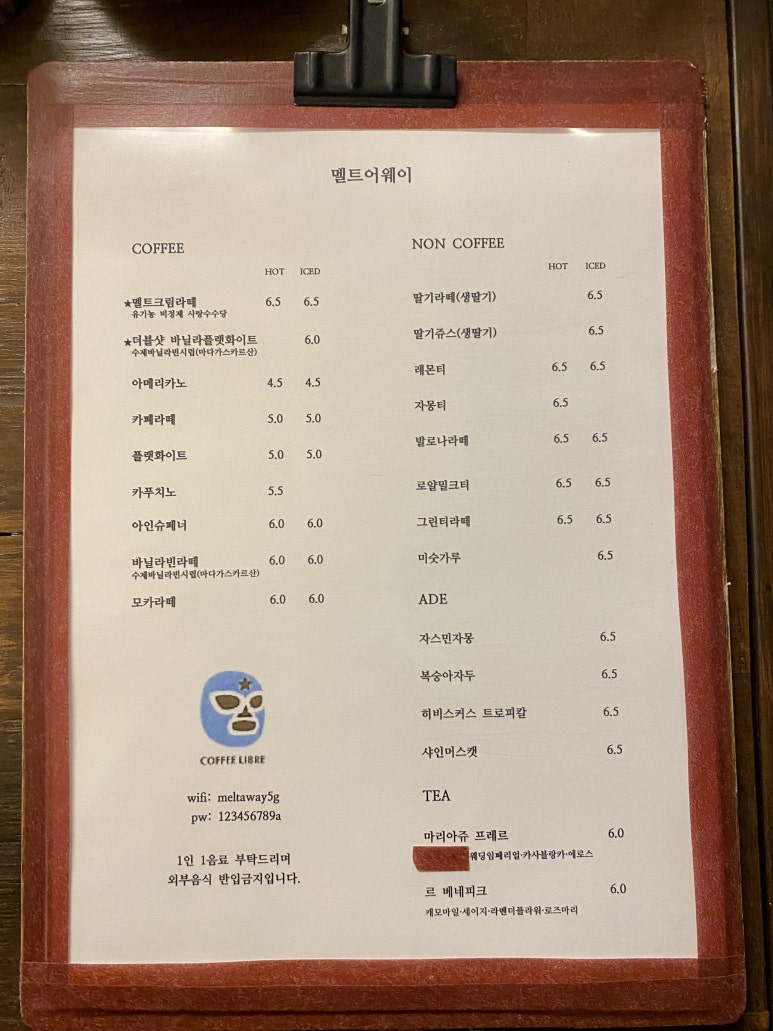 멜트어웨이
COFFEE
HOT ICED
★멜트크림라떼 6.5 6.5
유기농 비정제 사탕수수당
★더블샷 바닐라플랫화이트 6.0
수제바닐라빈시럽(마다가스카르산)
아메리카노 4.5 4.5
카페라떼 5.0 5.0
플랫화이트 5.0 5.0
카푸치노 5.5
아인슈페너 6.0 6.0
바닐라빈라떼 6.0 6.0
수제바닐라빈시럽(마다가스카르산)
모카라떼 6.0 6.0
COFFEE LIBRE
wifi: meltaway5g
pw: 123456789a
1인 1음료 부탁드리며
외부음식 반입금지입니다.
NON COFFEE
HOT ICED
딸기라떼(생딸기) 6.5
딸기쥬스(생딸기) 6.5
레몬티 6.5 6.5
자몽티 6.5
발로나라떼 6.5 6.5
로얄밀크티 6.5 6.5
그린티라떼 6.5 6.5
미숫가루 6.5
ADE
자스민자몽 6.5
복숭아자두 6.5
히비스커스 트로피칼 6.5
샤인머스캣 6.5
TEA
마리아쥬 프레르 6.0
웨딩임페리얼·카사블랑카·에로스
르 베네피크 6.0
캐모마일·세이지·라벤더플라워·로즈마리